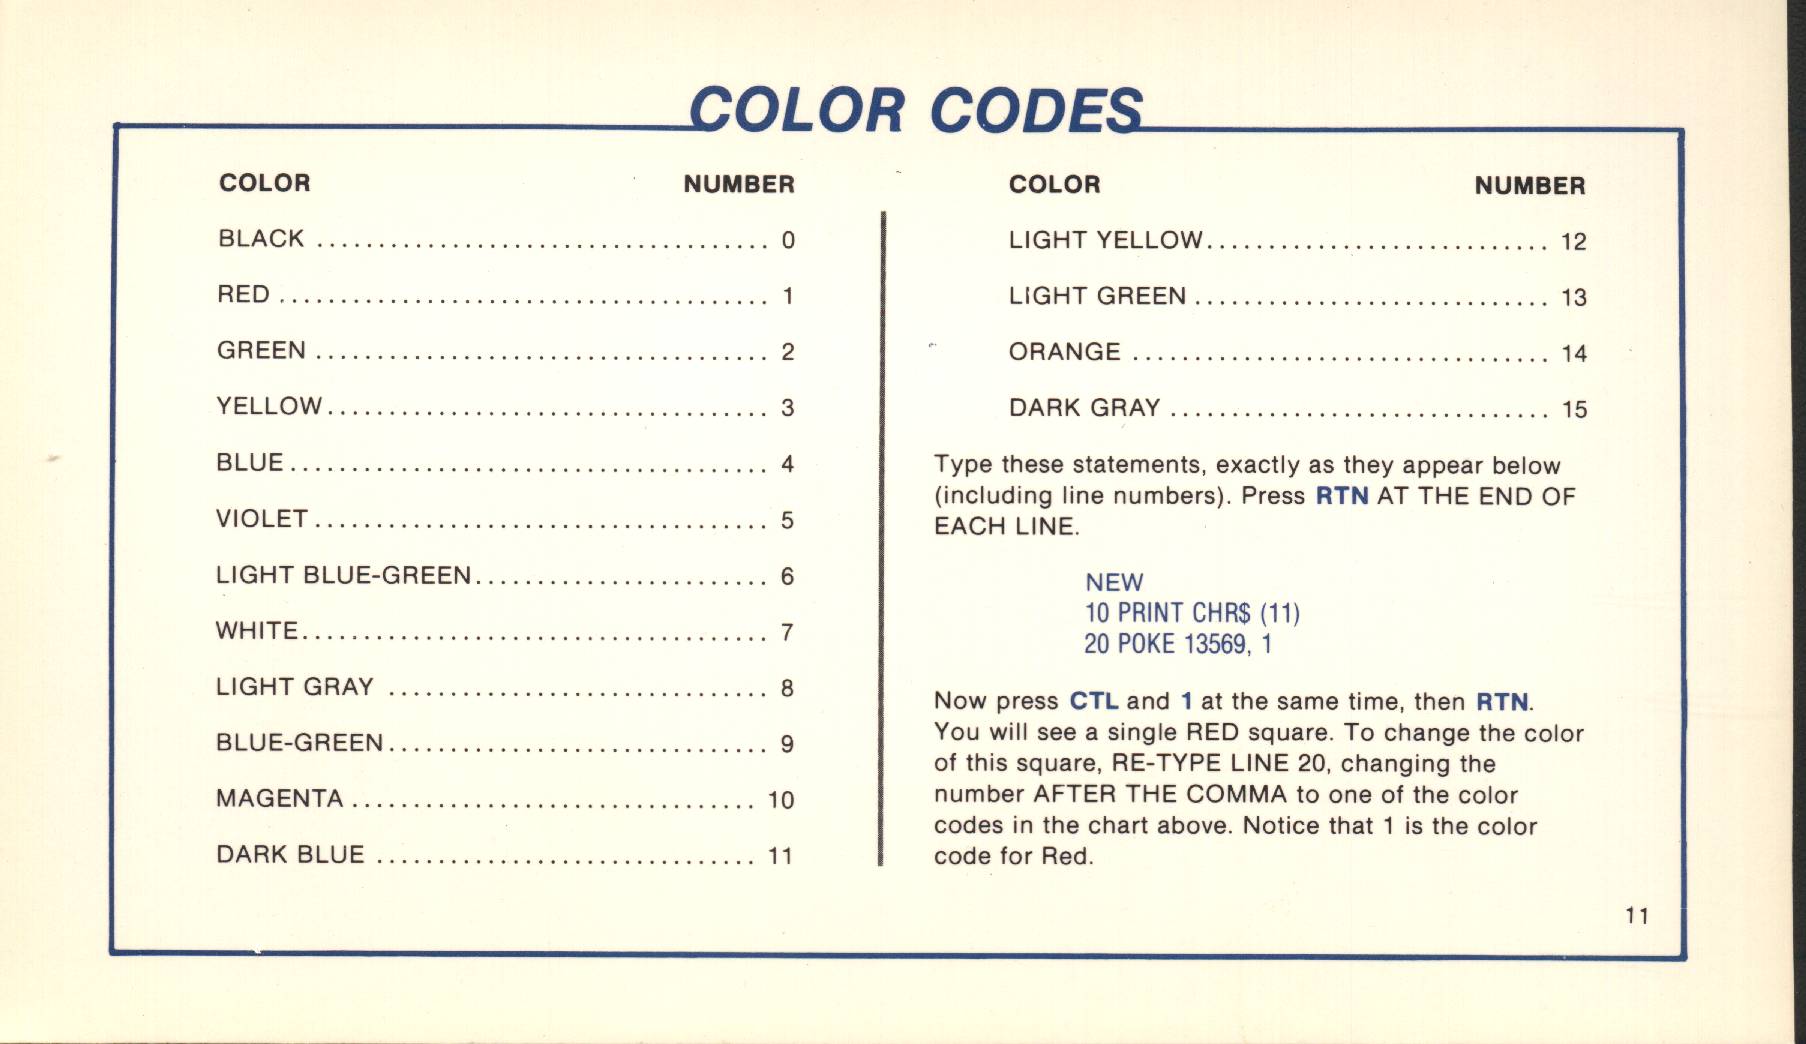 COLOR CODES
COLOR NUMBER
BLACK ..................................... 0
RED ........................................ 1
GREEN ..................................... 2
YELLOW.................................... 3
BLUE....................................... 4
VIOLET..................................... 5
LIGHT BLUE-GREEN........................ 6
WHITE...................................... 7
LIGHT GRAY ............................... 8
BLUE-GREEN............................... 9
MAGENTA ................................. 10
DARK BLUE ............................... 11
COLOR NUMBER
LIGHT YELLOW............................ 12
LIGHT GREEN ............................. 13
ORANGE .................................. 14
DARK GRAY ............................... 15
Type these statements, exactly as they appear below
(including line numbers). Press RTN AT THE END OF
EACH LINE.
NEW
10 PRINT CHR$ (11)
20 POKE 13569, 1
Now press CTL and 1 at the same time, then RTN.
You will see a single RED square. To change the color
of this square, RE-TYPE LINE 20, changing the
number AFTER THE COMMA to one of the color
codes in the chart above. Notice that 1 is the color
code for Red.
11